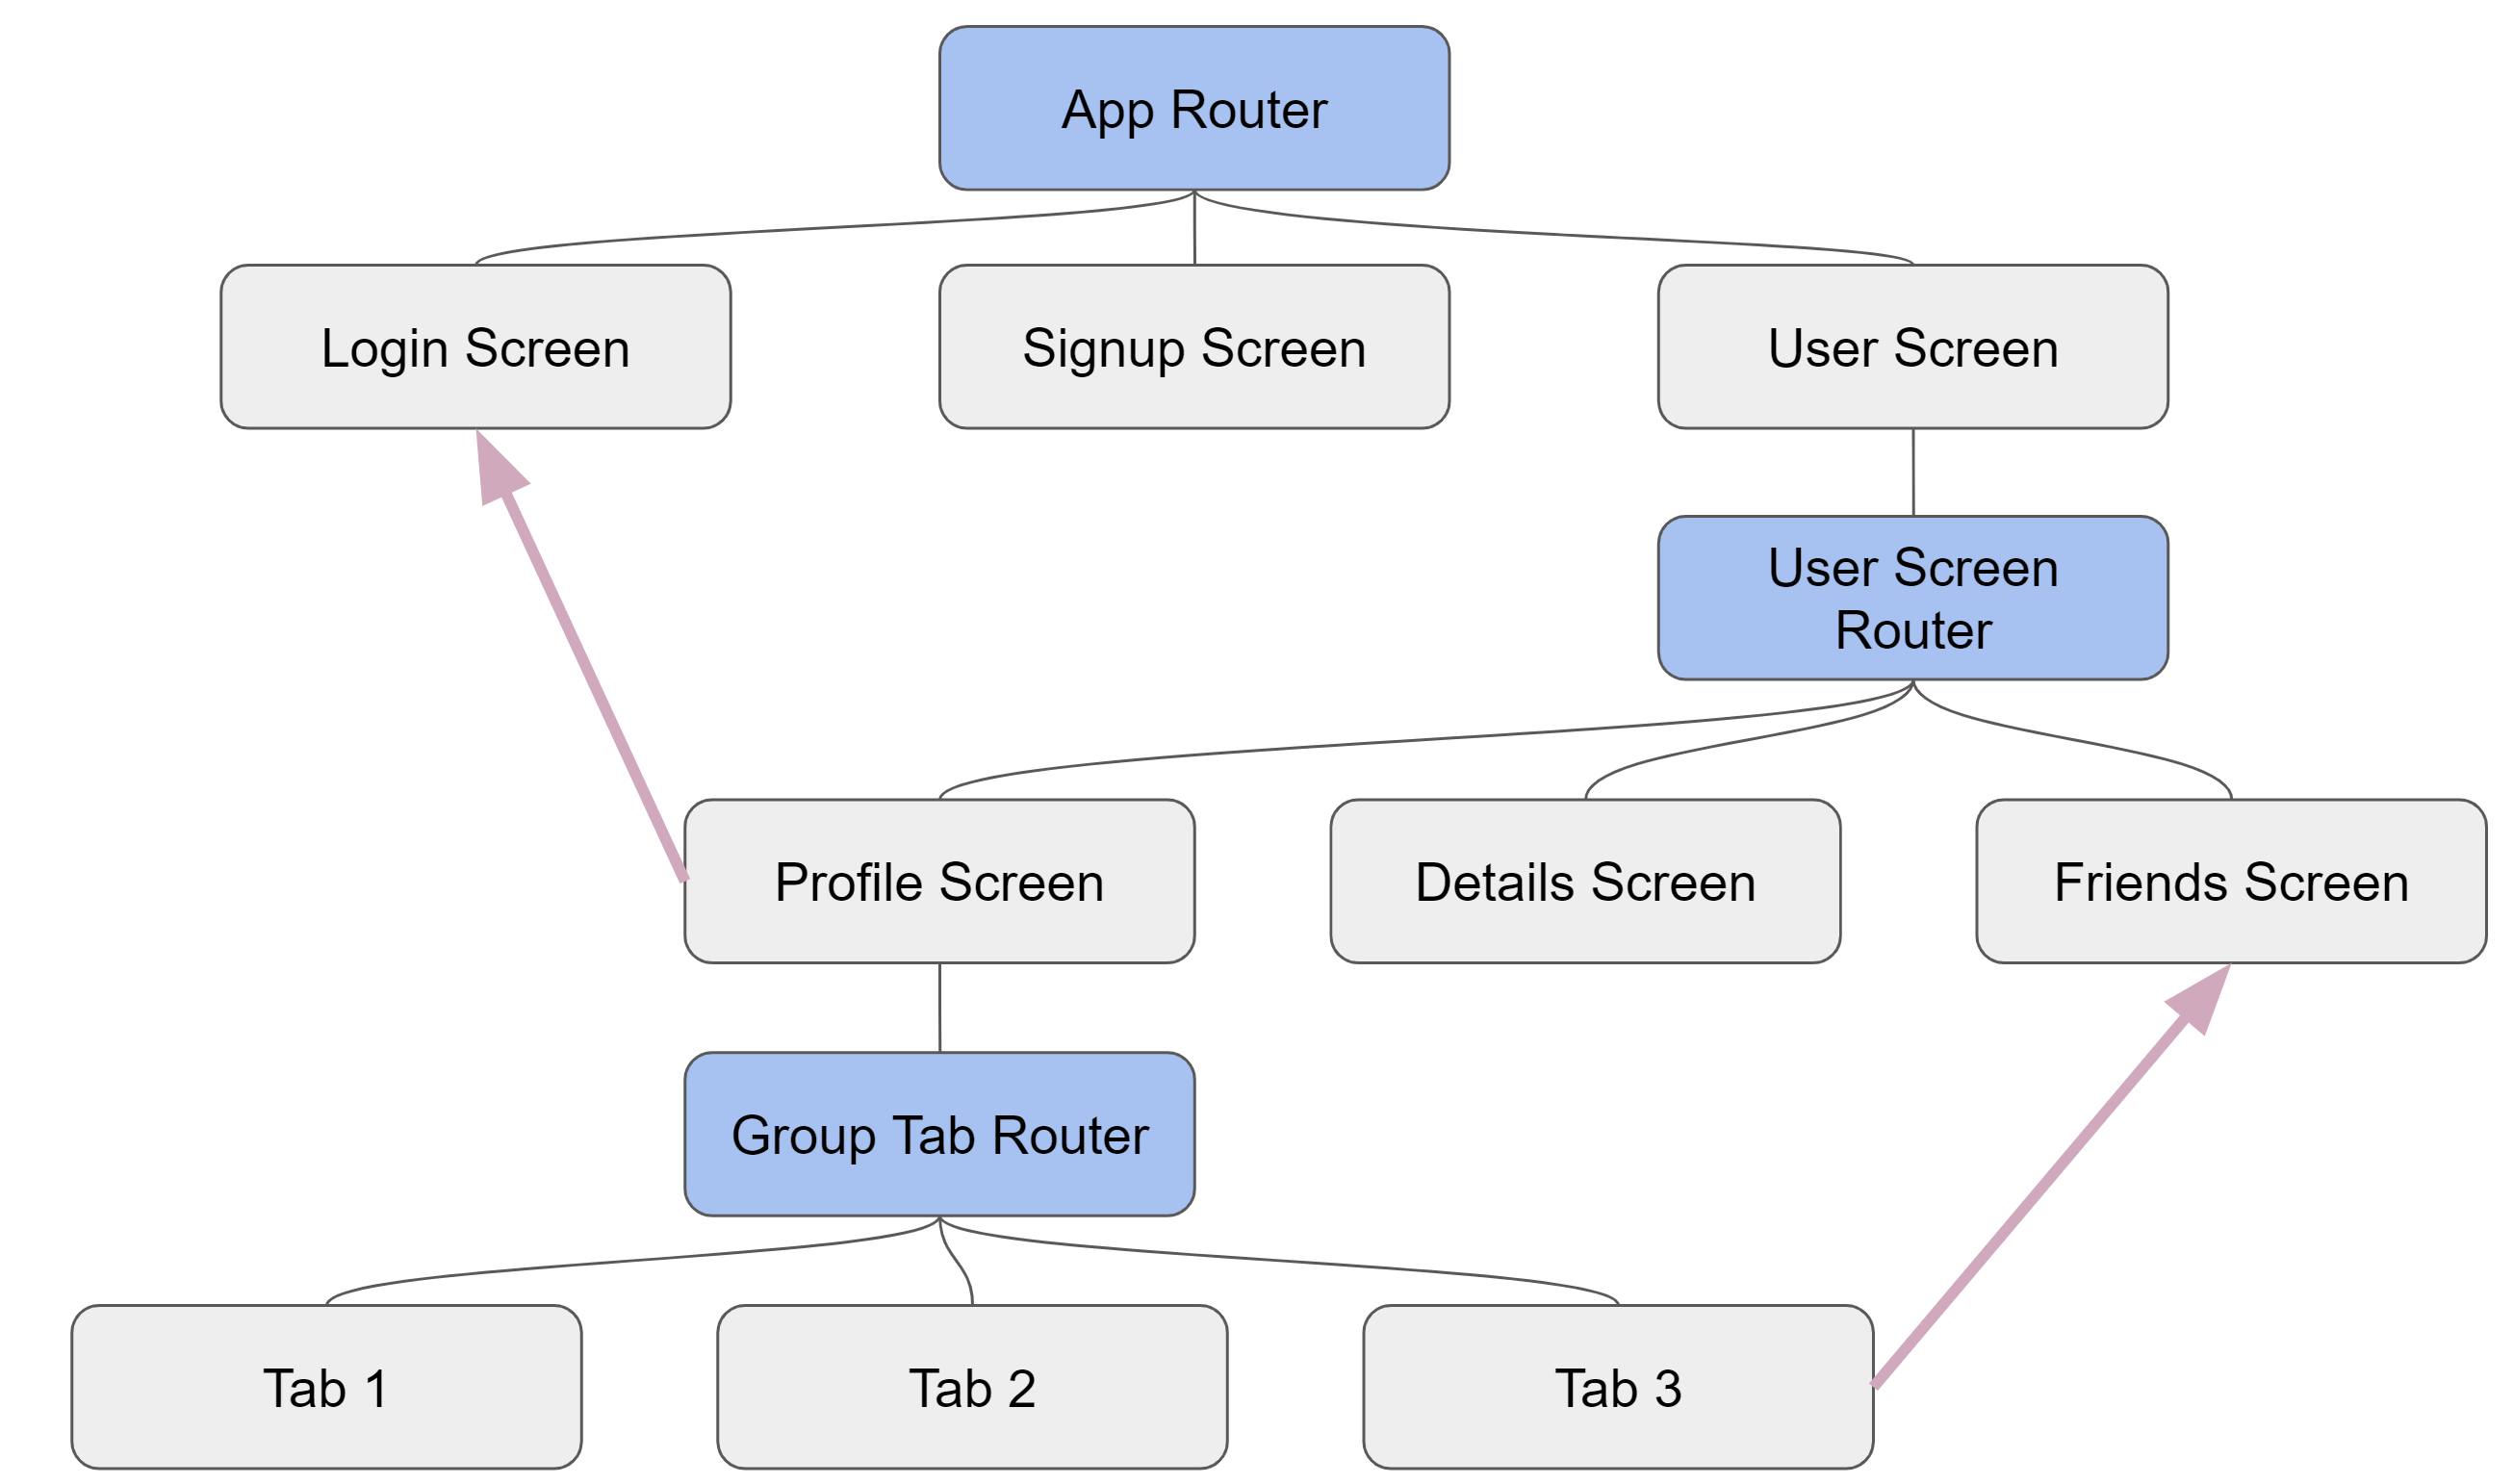 App Router
Login Screen
Signup Screen
User Screen
User Screen
Router
Profile Screen
Details Screen
Friends Screen
Group Tab Router
Tab 1
Tab 2
Tab 3